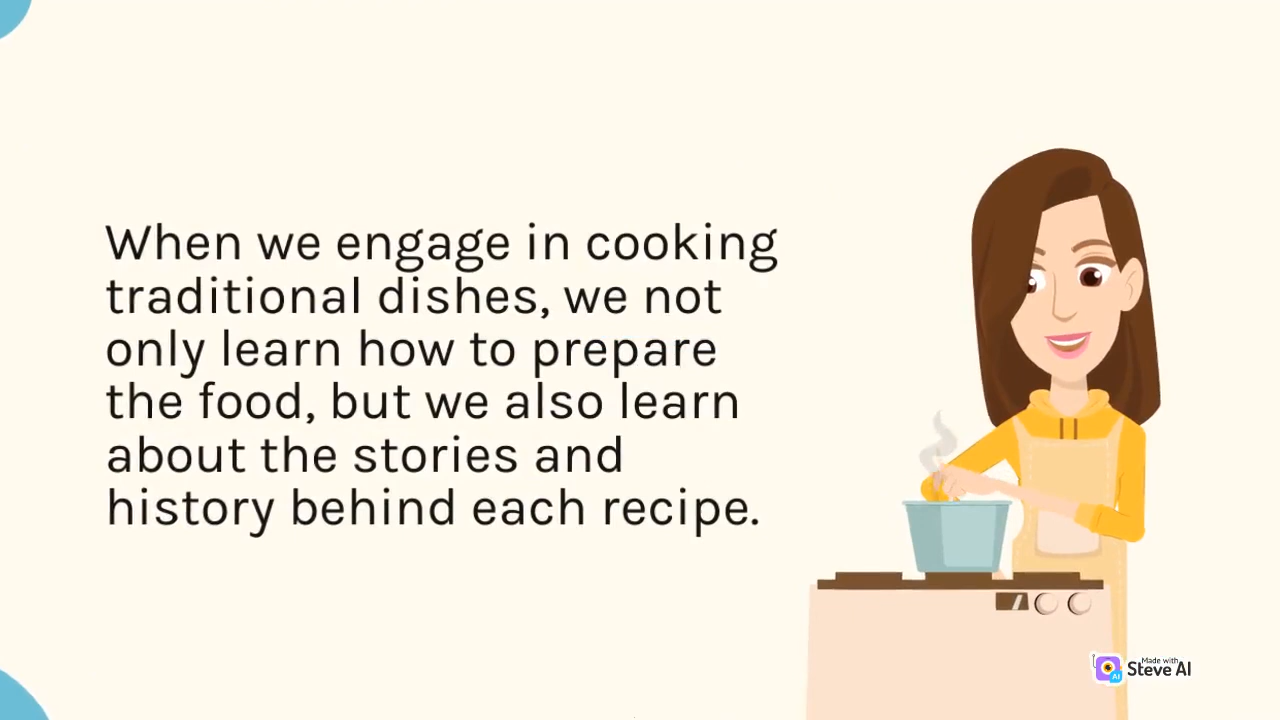 When we engage in cooking
traditional dishes, we not
only learn how to prepare
the food, but we also learn
about the stories and
history behind each recipe.
Made with
Steve AI
AI